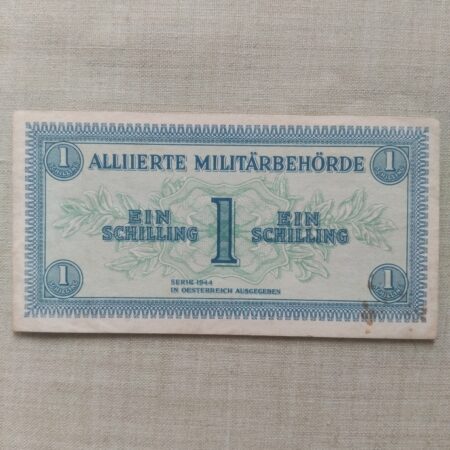 1 1
ALLIIERTE MILITÄRBEHÖRDE
EIN 1 EIN
SCHILLING SCHILLING
SERIE 1944
IN OESTERREICH AUSGEGEBEN
1 1